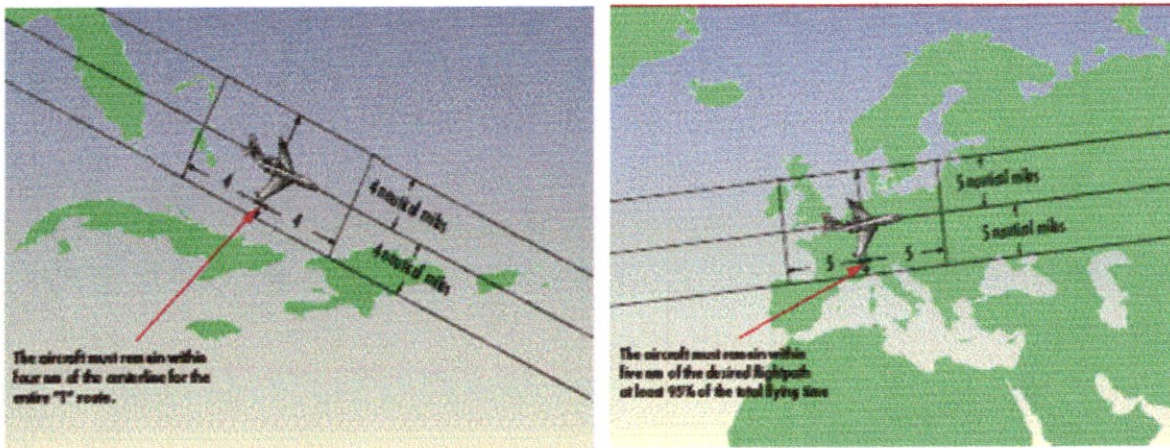 4
4
4 nautical miles
4 nautical miles
The aircraft must remain within
four nm of the centerline for the
entire "T" route.
5
5
5 nautical miles
5 nautical miles
The aircraft must remain within
five nm of the desired flightpath
at least 95% of the total flying time